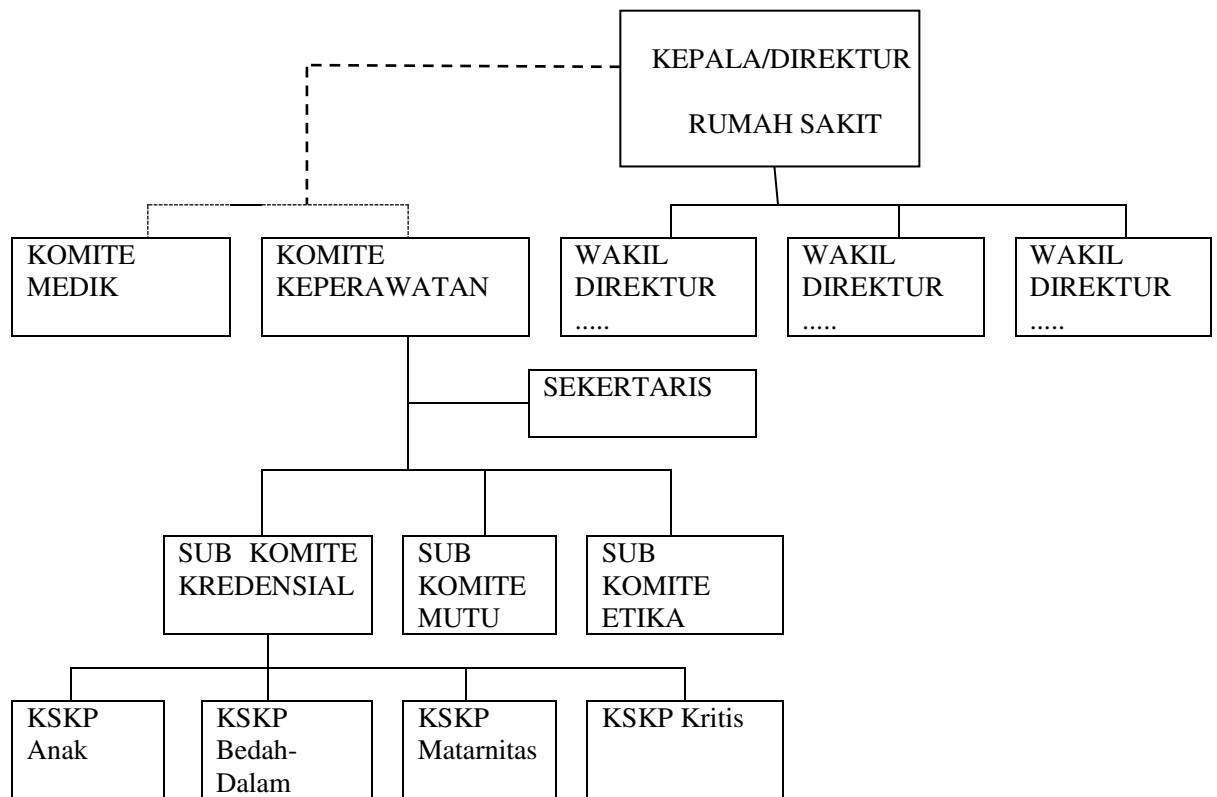 KEPALA/DIREKTUR
RUMAH SAKIT
KOMITE
MEDIK
KOMITE
KEPERAWATAN
WAKIL
DIREKTUR
.....
WAKIL
DIREKTUR
.....
WAKIL
DIREKTUR
.....
SEKERTARIS
SUB KOMITE
KREDENSIAL
SUB
KOMITE
MUTU
SUB
KOMITE
ETIKA
KSKP
Anak
KSKP
Bedah-
Dalam
KSKP
Matarnitas
KSKP Kritis